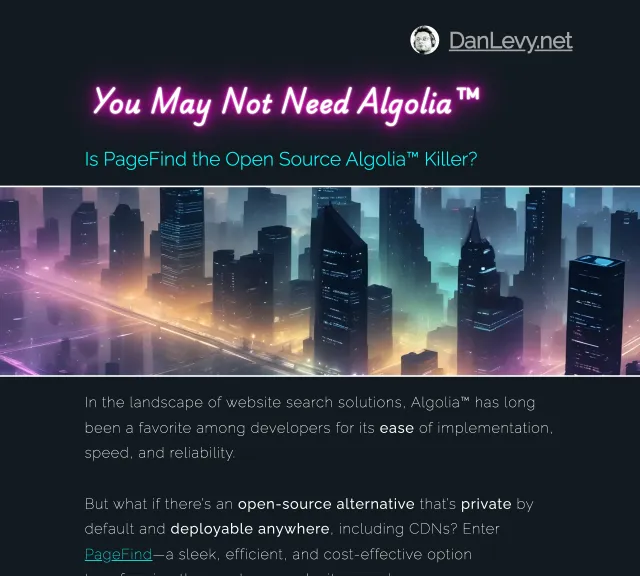 DanLevy.net
You May Not Need Algolia™
Is PageFind the Open Source Algolia™ Killer?
In the landscape of website search solutions, Algolia™ has long
been a favorite among developers for its ease of implementation,
speed, and reliability.
But what if there's an open-source alternative that's private by
default and deployable anywhere, including CDNs? Enter
PageFind—a sleek, efficient, and cost-effective option